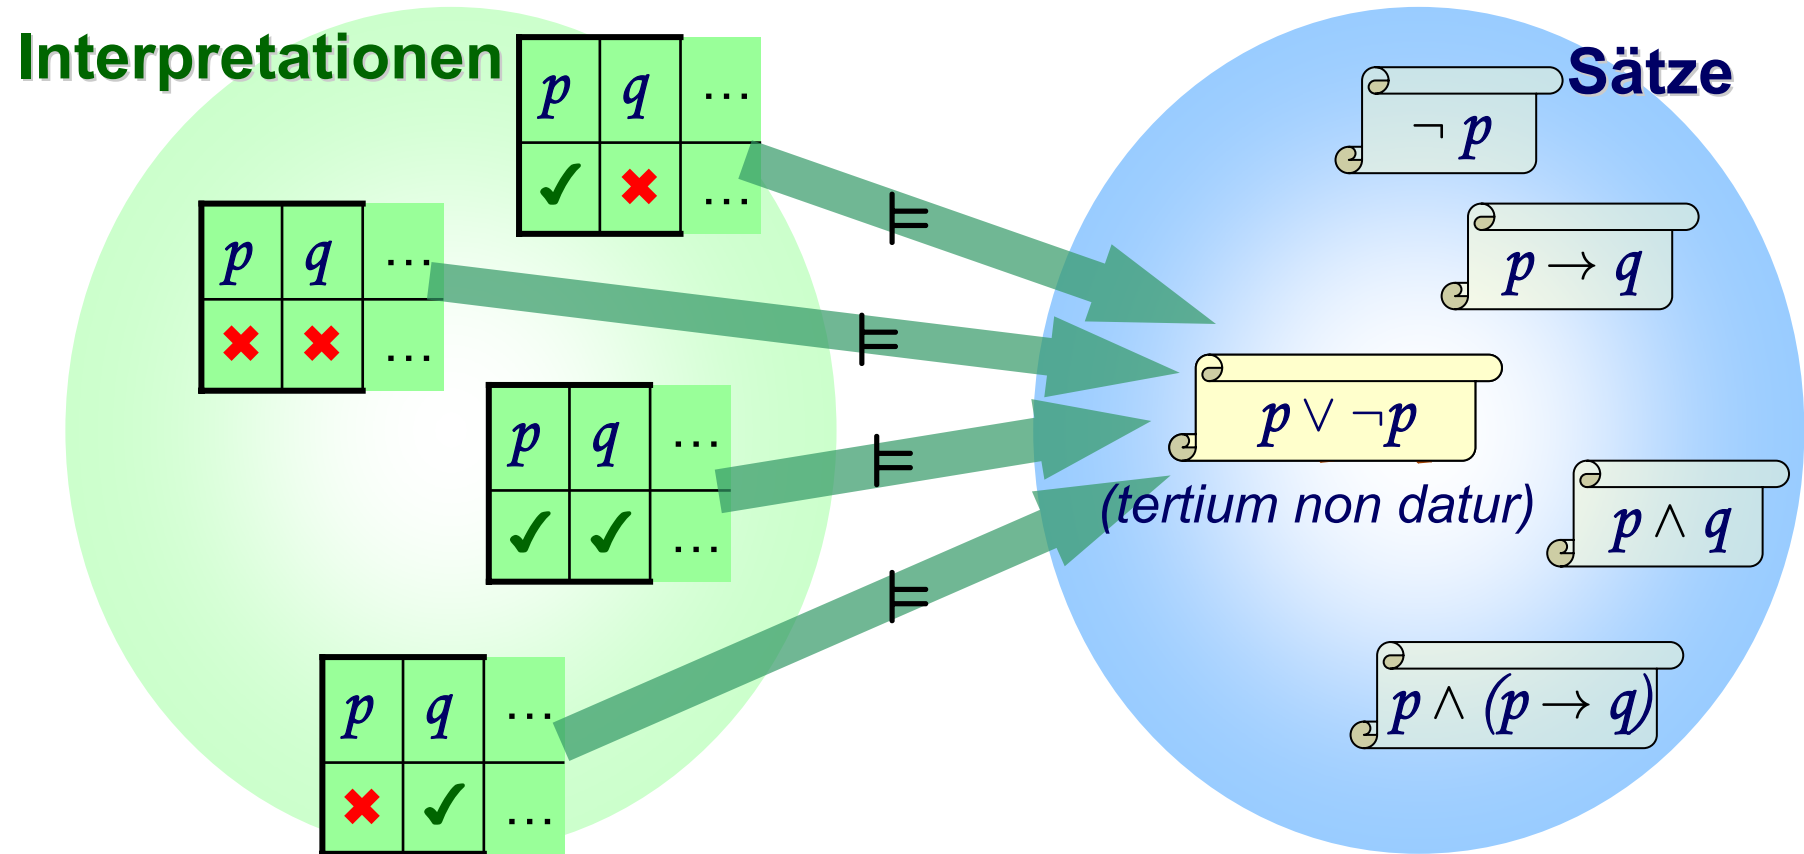 Interpretationen
Sätze
p q …
✓ ✗ …
p q …
✗ ✗ …
p q …
✓ ✓ …
p q …
✗ ✓ …
⊨
⊨
⊨
⊨
¬ p
p → q
p ∨ ¬p
(tertium non datur)
p ∧ q
p ∧ (p → q)